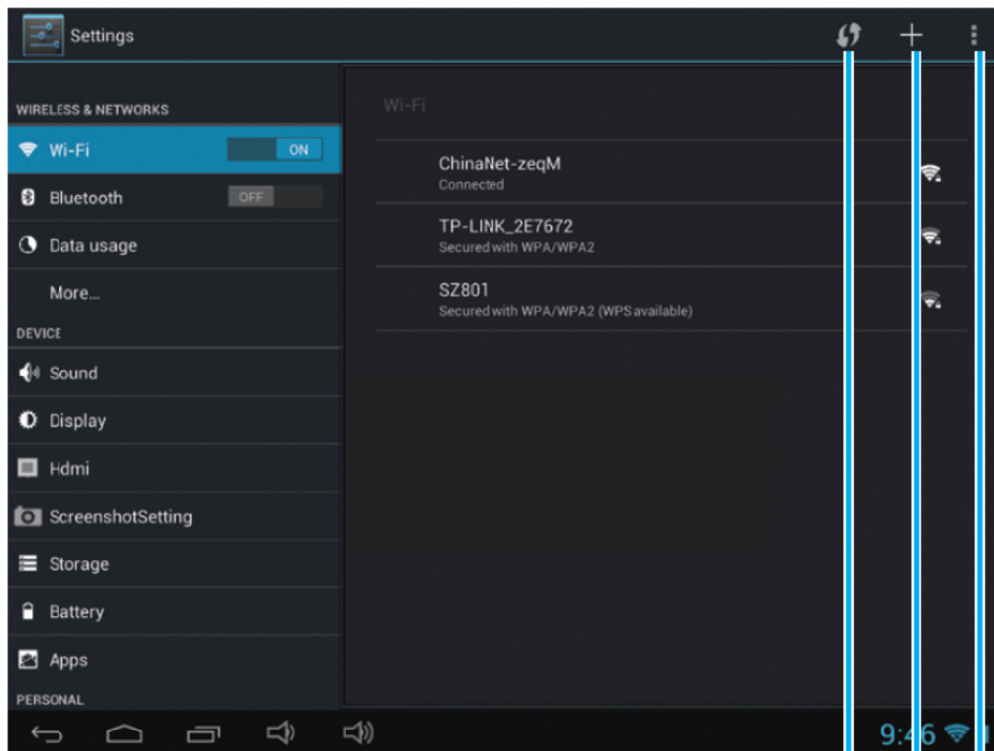 Settings
WIRELESS & NETWORKS
Wi-Fi ON
Bluetooth OFF
Data usage
More...
DEVICE
Sound
Display
Hdmi
ScreenshotSetting
Storage
Battery
Apps
PERSONAL
Wi-Fi
ChinaNet-zeqM
Connected
TP-LINK_2E7672
Secured with WPA/WPA2
SZ801
Secured with WPA/WPA2 (WPS available)
9:46